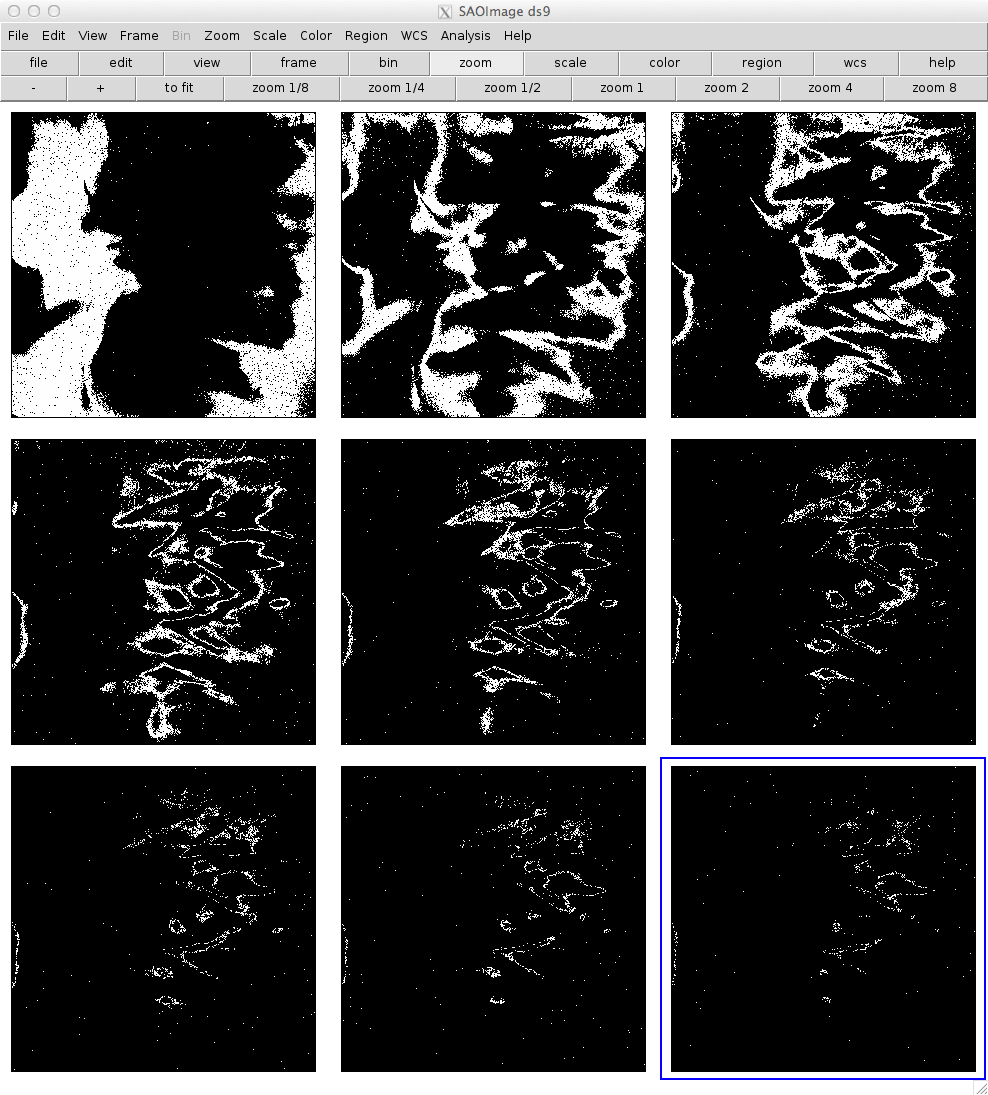 SAOImage ds9
File Edit View Frame Bin Zoom Scale Color Region WCS Analysis Help
file edit view frame bin zoom scale color region wcs help
- + to fit zoom 1/8 zoom 1/4 zoom 1/2 zoom 1 zoom 2 zoom 4 zoom 8